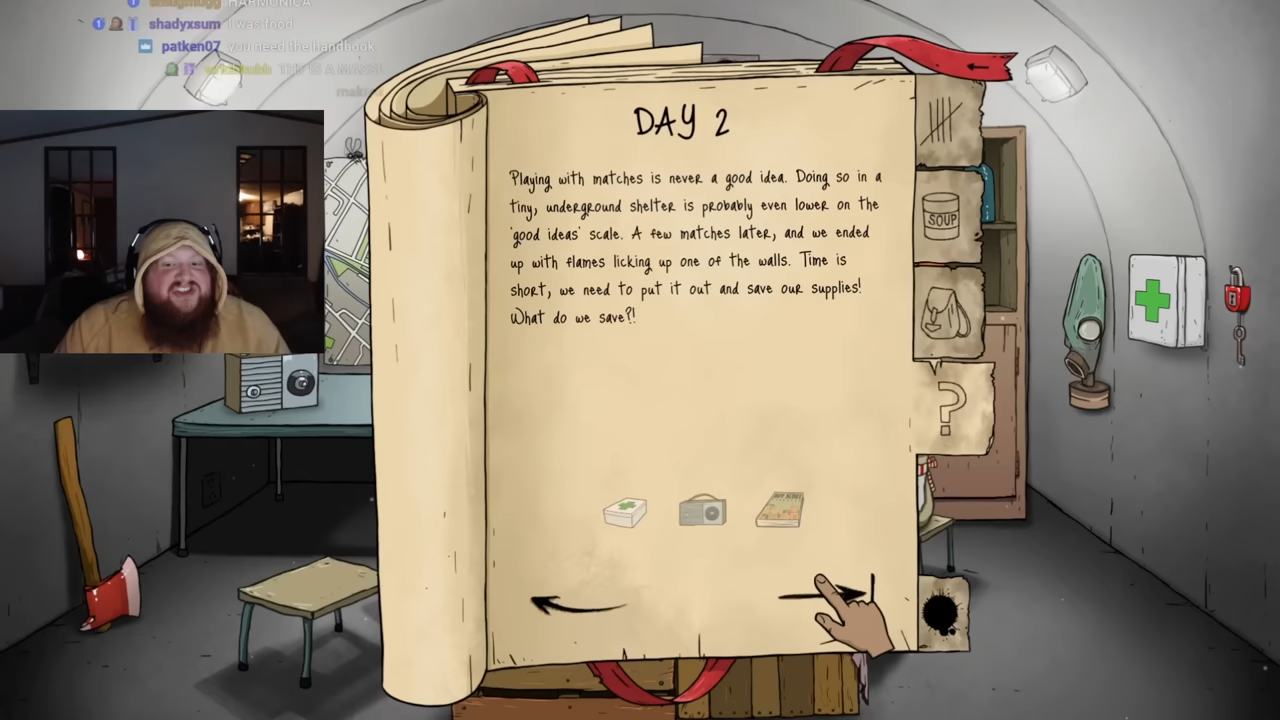 HARMONICA
shadyxsum I was food
patken07 you need the handbook
DAY 2
Playing with matches is never a good idea. Doing so in a
tiny, underground shelter is probably even lower on the
'good ideas' scale. A few matches later, and we ended
up with flames licking up one of the walls. Time is
short, we need to put it out and save our supplies!
What do we save?!
SOUP
?